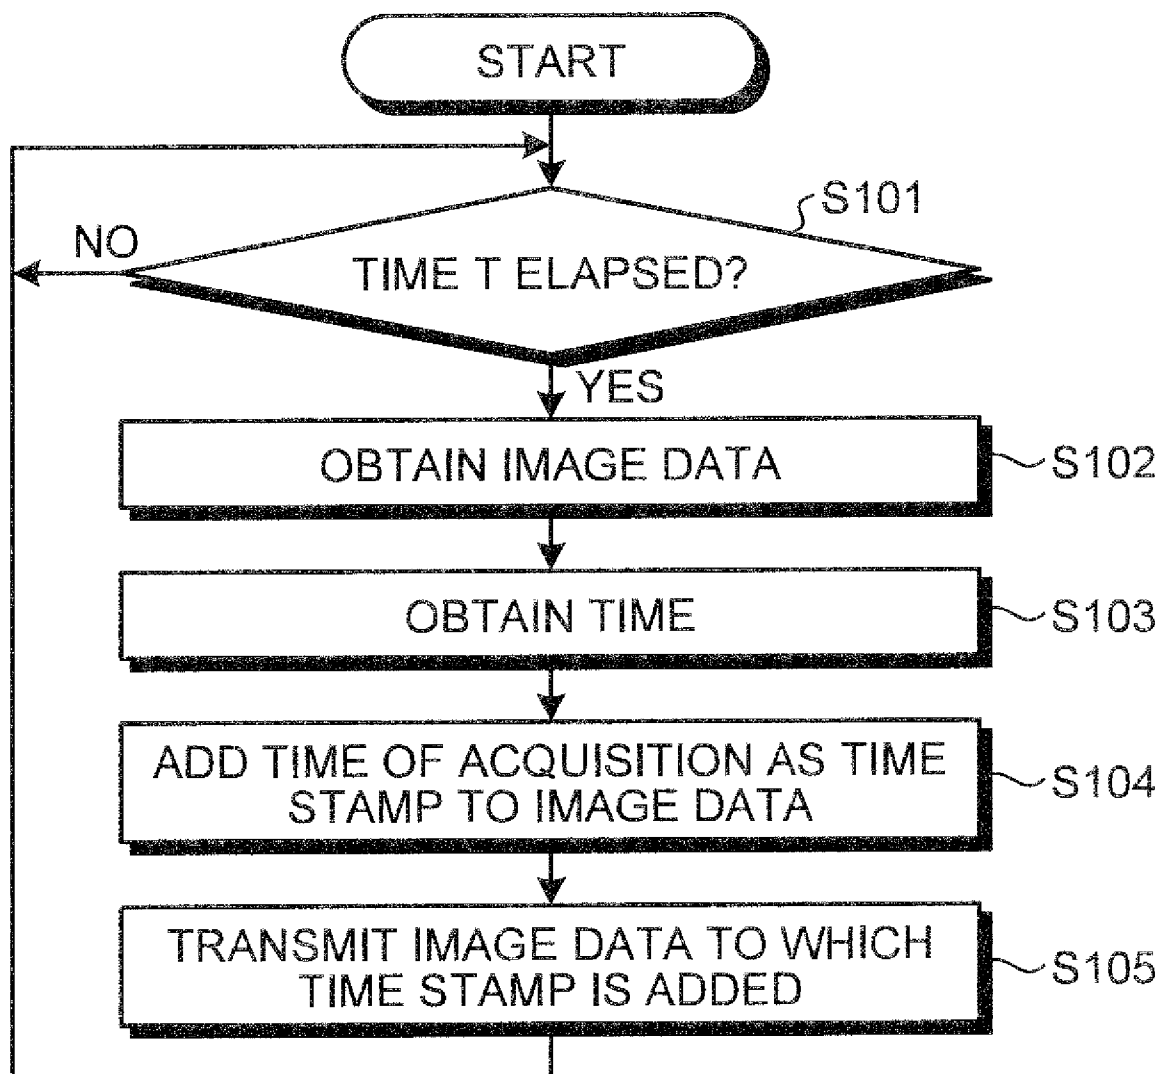 START
S101
NO
TIME T ELAPSED?
YES
OBTAIN IMAGE DATA
S102
OBTAIN TIME
S103
ADD TIME OF ACQUISITION AS TIME
STAMP TO IMAGE DATA
S104
TRANSMIT IMAGE DATA TO WHICH
TIME STAMP IS ADDED
S105